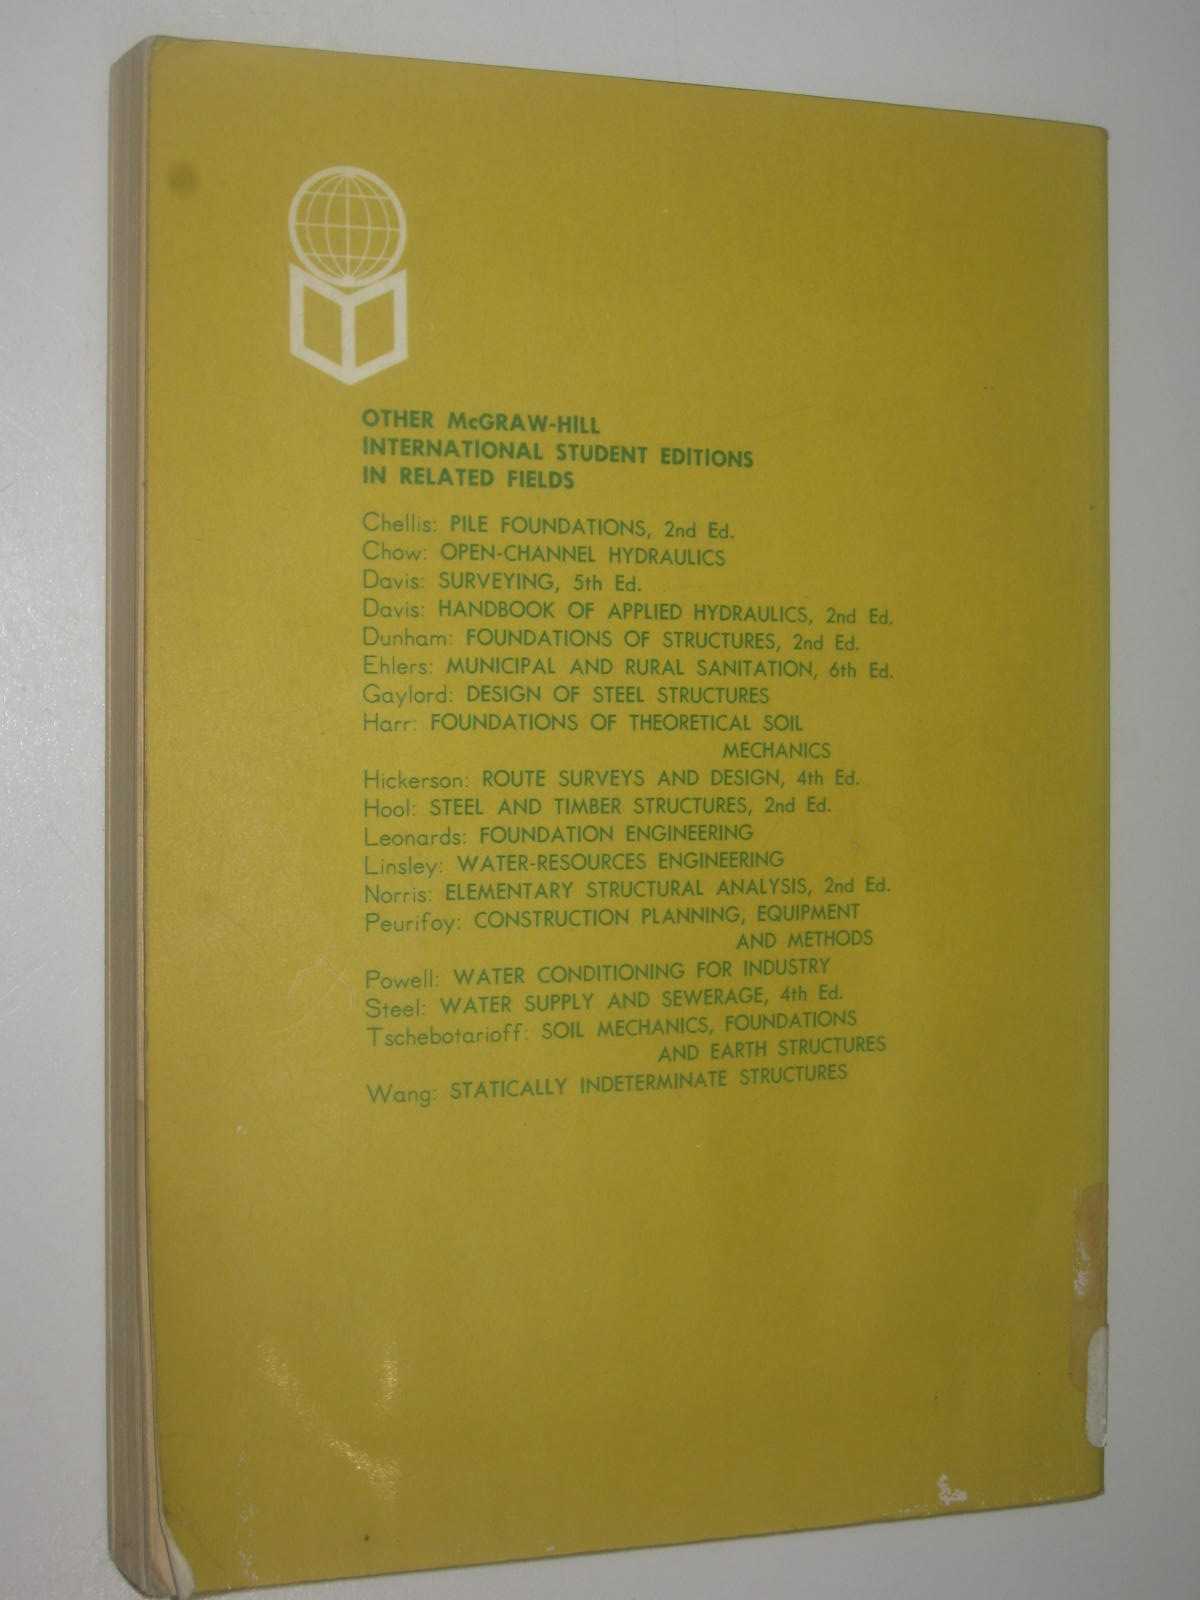 OTHER McGRAW-HILL
INTERNATIONAL STUDENT EDITIONS
IN RELATED FIELDS
Chellis: PILE FOUNDATIONS, 2nd Ed.
Chow: OPEN-CHANNEL HYDRAULICS
Davis: SURVEYING, 5th Ed.
Davis: HANDBOOK OF APPLIED HYDRAULICS, 2nd Ed.
Dunham: FOUNDATIONS OF STRUCTURES, 2nd Ed.
Ehlers: MUNICIPAL AND RURAL SANITATION, 6th Ed.
Gaylord: DESIGN OF STEEL STRUCTURES
Harr: FOUNDATIONS OF THEORETICAL SOIL
MECHANICS
Hickerson: ROUTE SURVEYS AND DESIGN, 4th Ed.
Hool: STEEL AND TIMBER STRUCTURES, 2nd Ed.
Leonards: FOUNDATION ENGINEERING
Linsley: WATER-RESOURCES ENGINEERING
Norris: ELEMENTARY STRUCTURAL ANALYSIS, 2nd Ed.
Peurifoy: CONSTRUCTION PLANNING, EQUIPMENT
AND METHODS
Powell: WATER CONDITIONING FOR INDUSTRY
Steel: WATER SUPPLY AND SEWERAGE, 4th Ed.
Tschebotarioff: SOIL MECHANICS, FOUNDATIONS
AND EARTH STRUCTURES
Wang: STATICALLY INDETERMINATE STRUCTURES